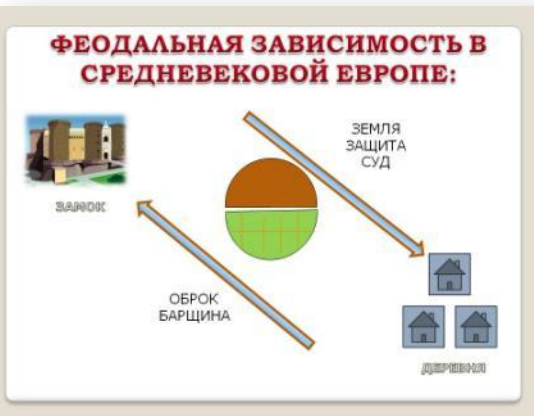 ФЕОДАЛЬНАЯ ЗАВИСИМОСТЬ В
СРЕДНЕВЕКОВОЙ ЕВРОПЕ:
ЗЕМЛЯ
ЗАЩИТА
СУД
ЗАМОК
ОБРОК
БАРЩИНА
ДЕРЕВНЯ